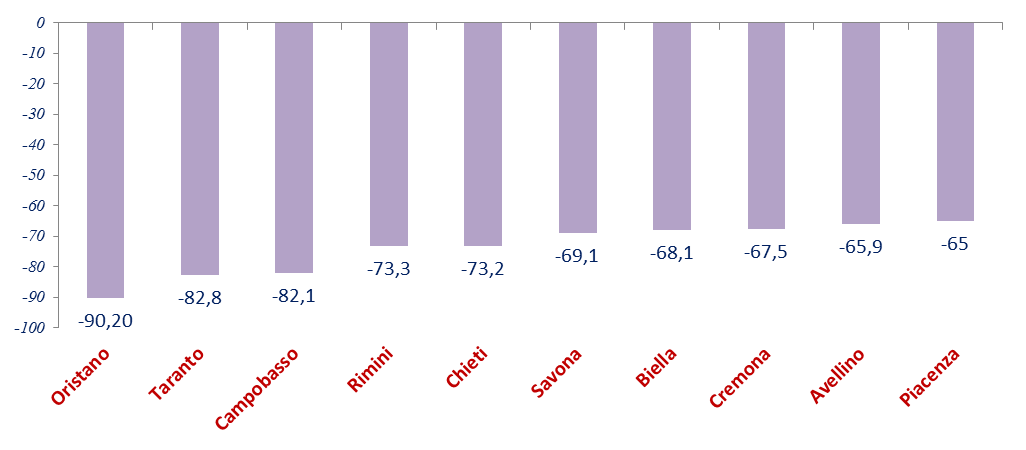 0
-10
-20
-30
-40
-50
-60
-70
-80
-90
-100
-90,20
-82,8
-82,1
-73,3
-73,2
-69,1
-68,1
-67,5
-65,9
-65
Oristano
Taranto
Campobasso
Rimini
Chieti
Savona
Biella
Cremona
Avellino
Piacenza